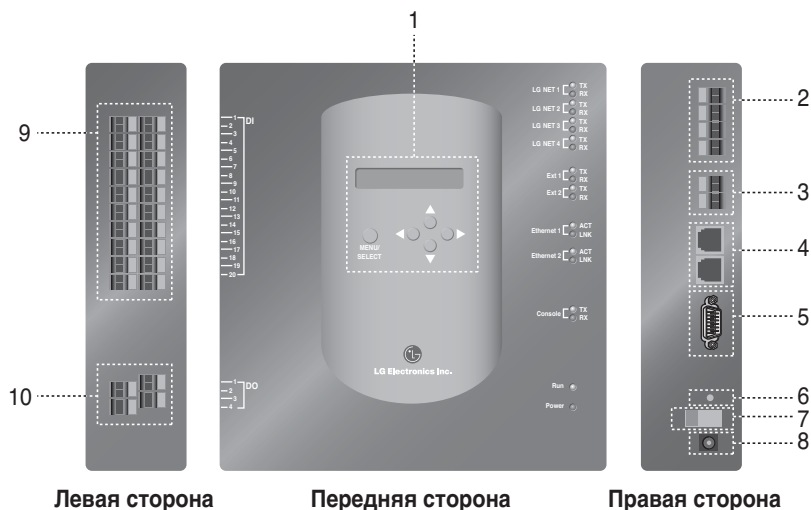 1
9
10
1
2
3
4
5
6
7
8
9
10
11
12
13
14
15
16
17
18
19
20
DI
1
2
3
4
DO
MENU/
SELECT
LG Electronics Inc.
LG NET 1 TX
RX
LG NET 2 TX
RX
LG NET 3 TX
RX
LG NET 4 TX
RX
Ext 1 TX
RX
Ext 2 TX
RX
Ethernet 1 ACT
LNK
Ethernet 2 ACT
LNK
Console TX
RX
Run
Power
2
3
4
5
6
7
8
Левая сторона
Передняя сторона
Правая сторона